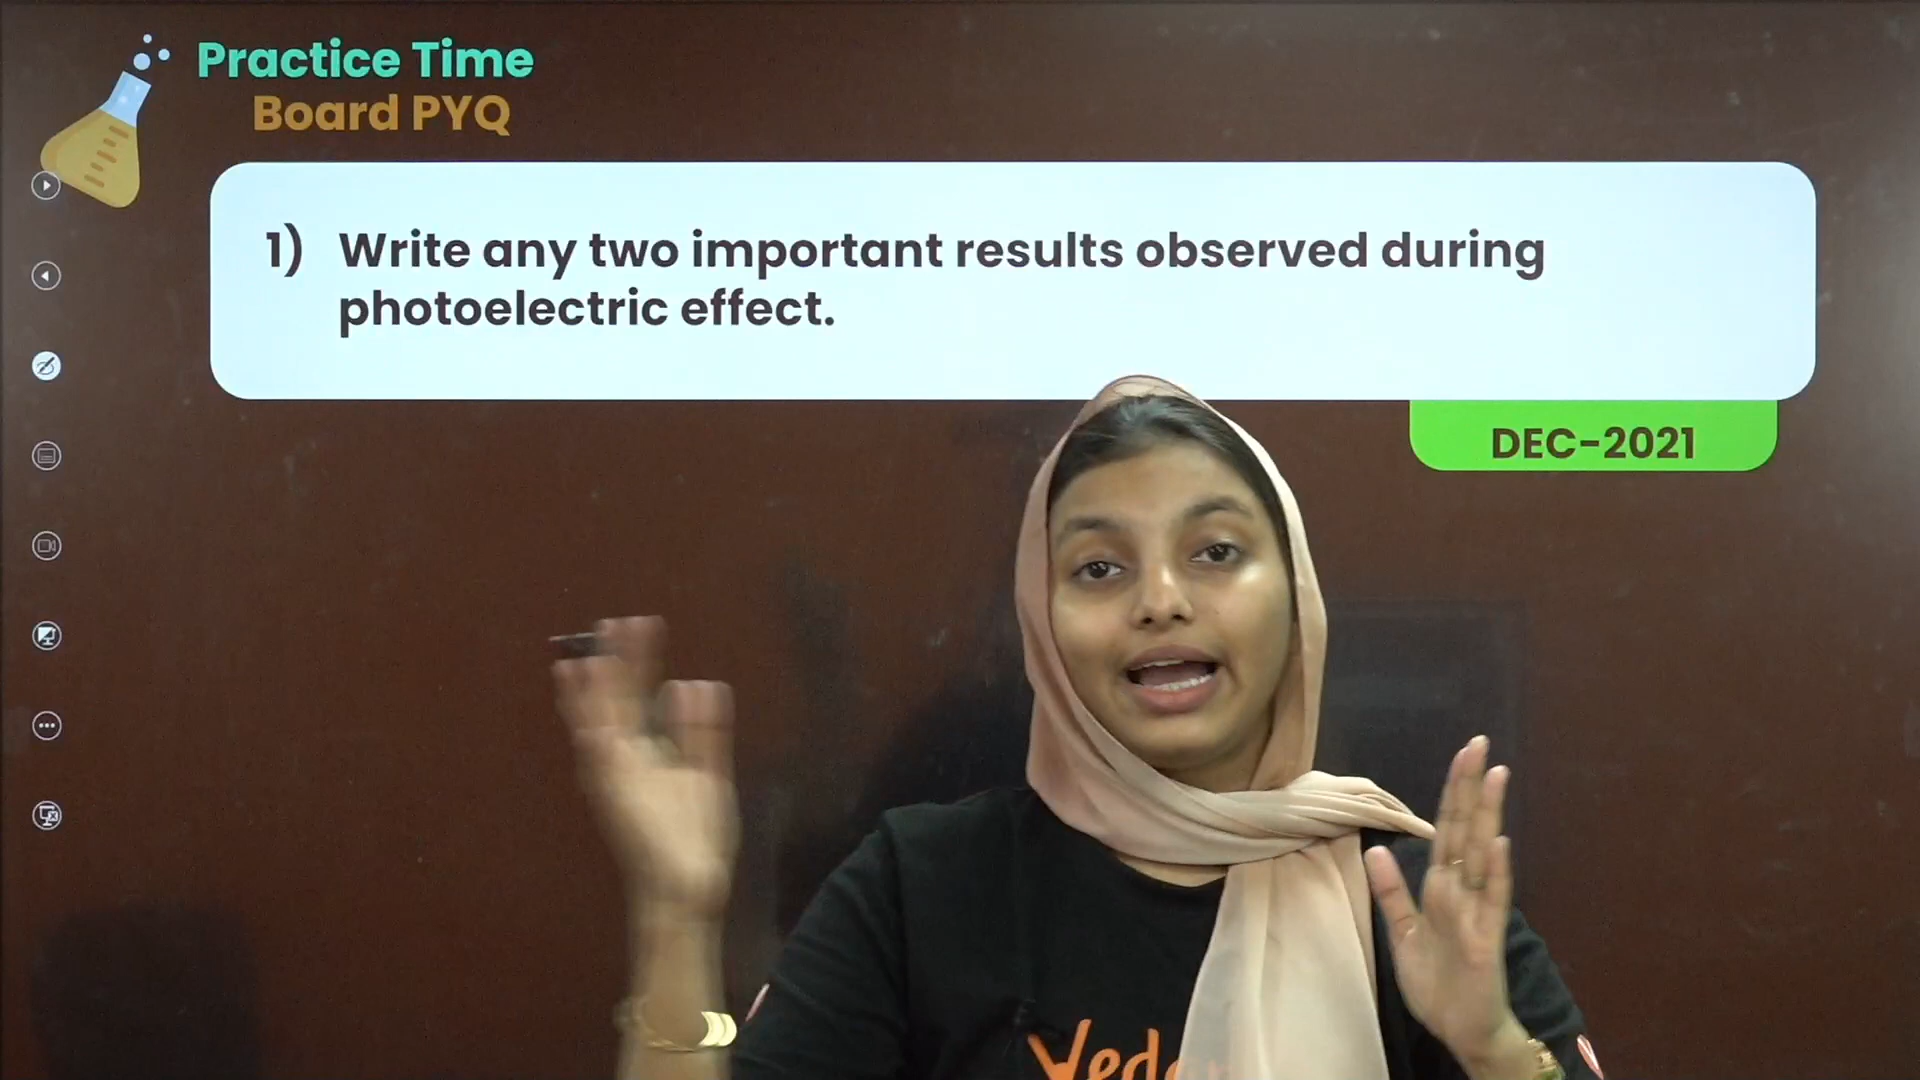 Practice Time
Board PYQ
1) Write any two important results observed during
photoelectric effect.
DEC-2021